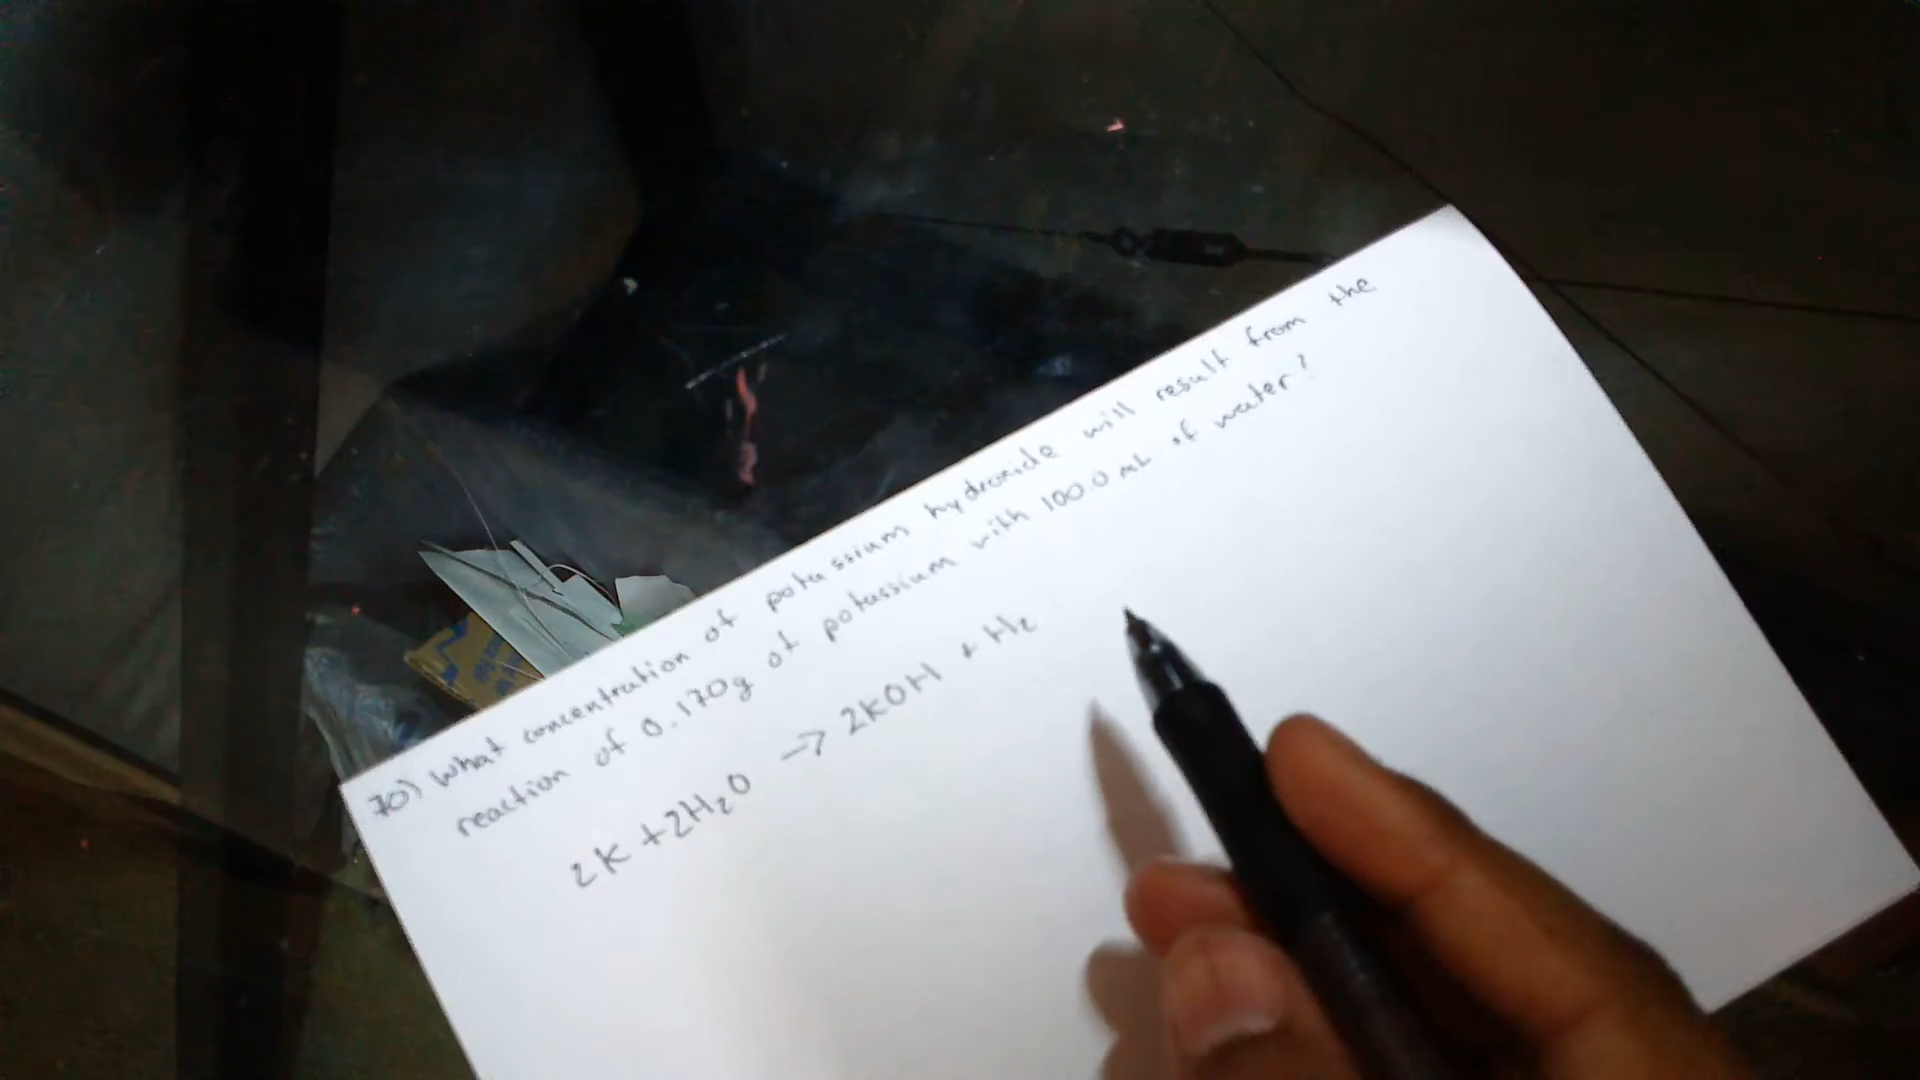 70) What concentration of potassium hydroxide will result from the
reaction of 0.170g of potassium with 100.0 mL of water?
2K + 2H₂O → 2KOH + H₂